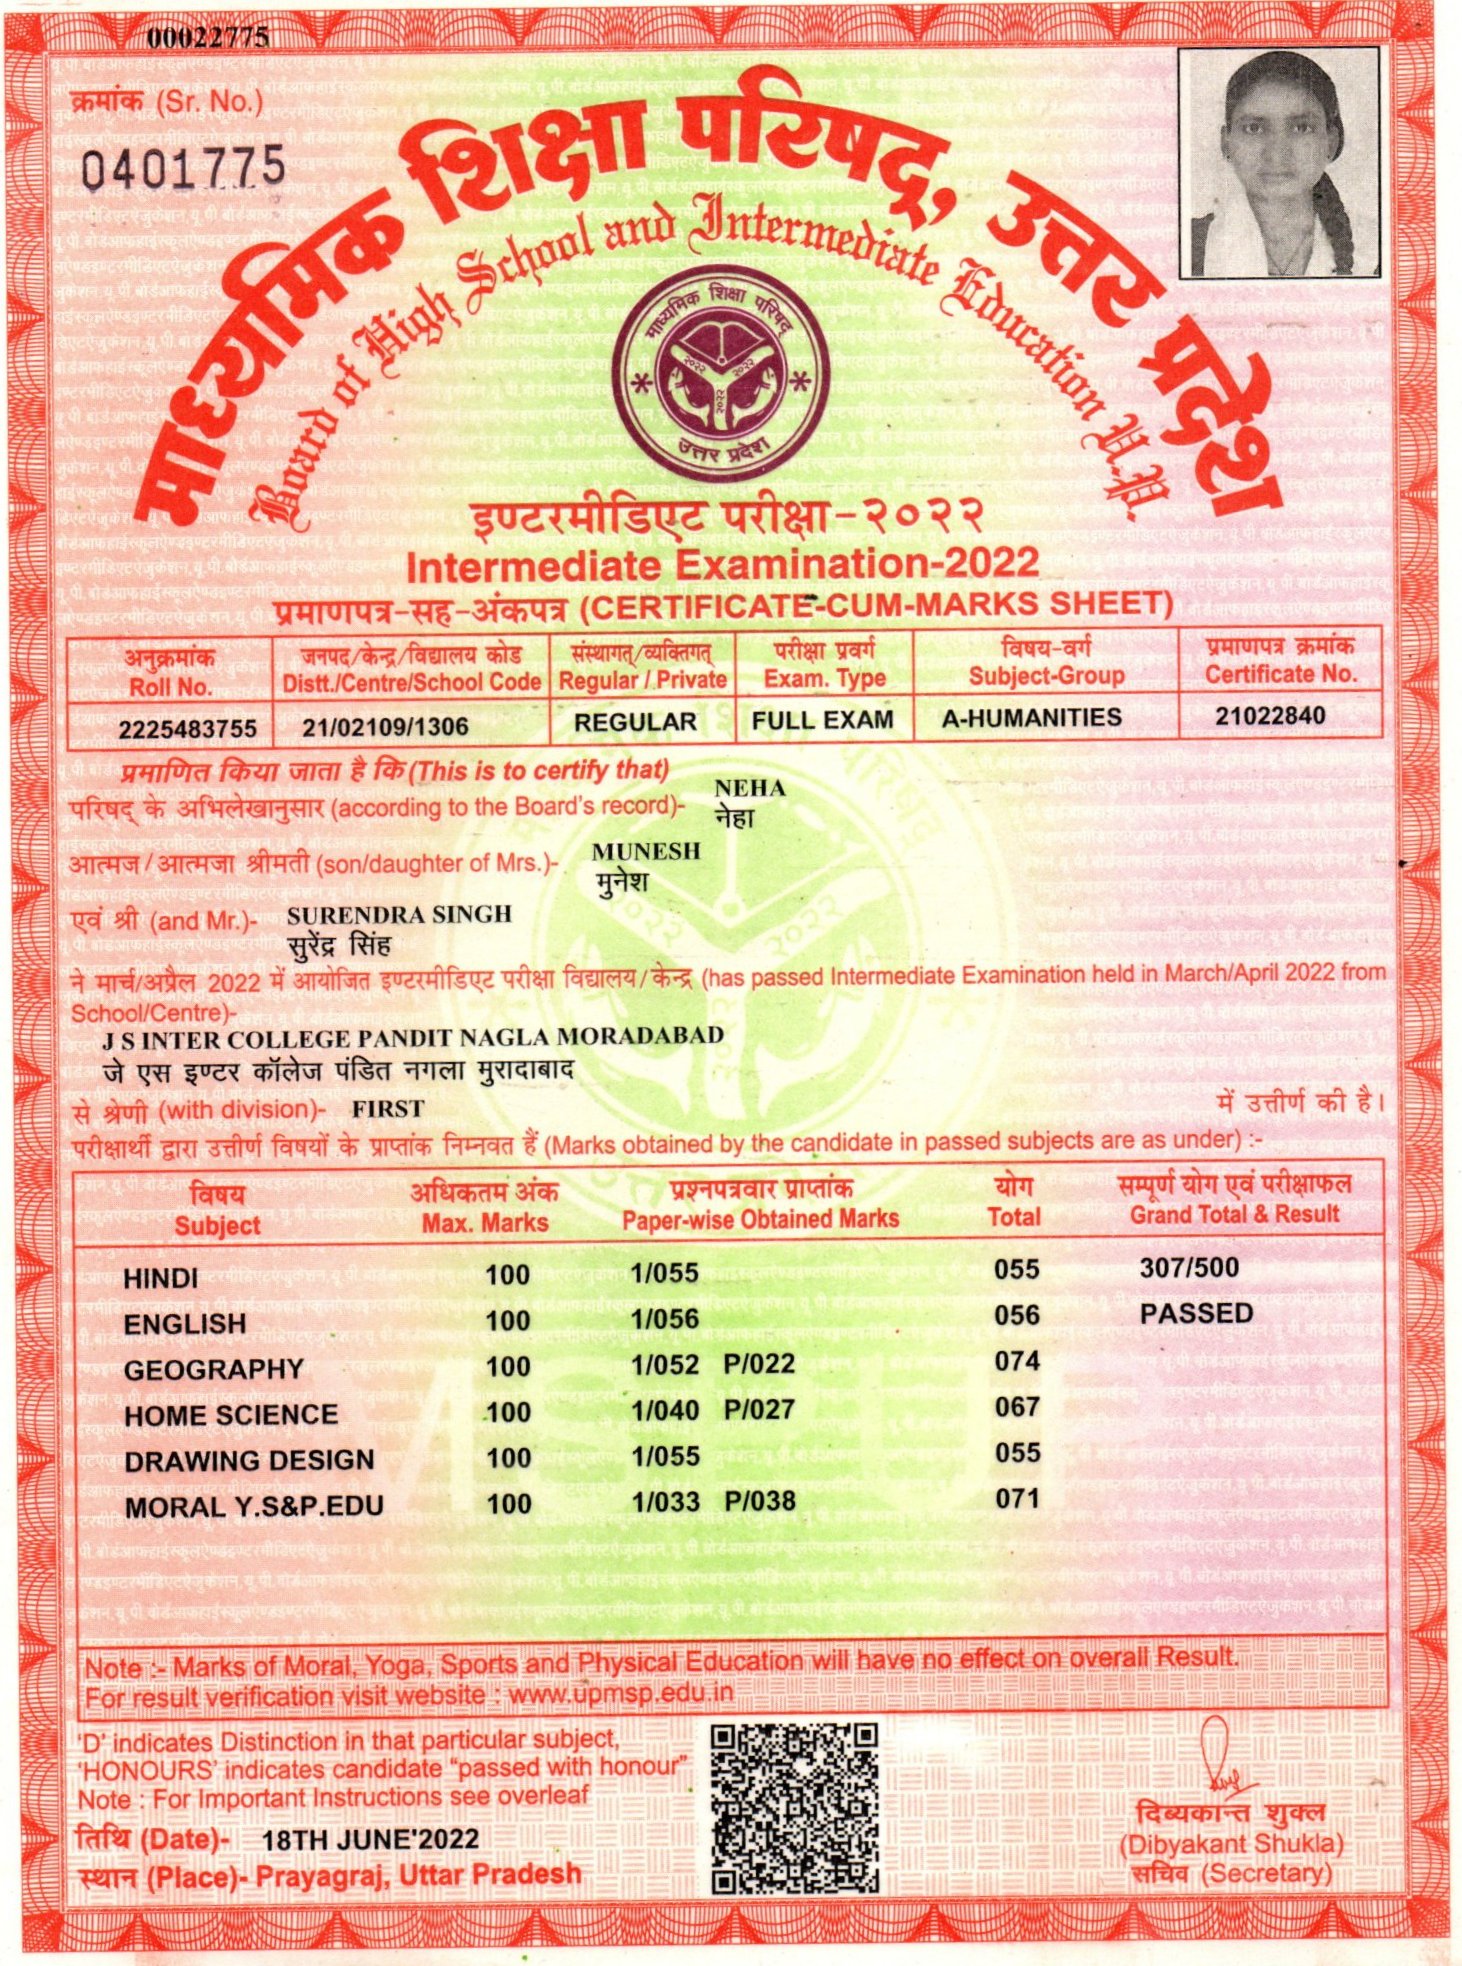 00022775
क्रमांक (Sr. No.)
0401775
माध्यमिक शिक्षा परिषद्, उत्तर प्रदेश
Board of High School and Intermediate Education U.P.
माध्यमिक शिक्षा परिषद्
२०२२ २०२२
२०२२
उत्तर प्रदेश
इण्टरमीडिएट परीक्षा-२०२२
Intermediate Examination-2022
प्रमाणपत्र-सह-अंकपत्र (CERTIFICATE-CUM-MARKS SHEET)
अनुक्रमांक जनपद/केन्द्र/विद्यालय कोड संस्थागत्/व्यक्तिगत् परीक्षा प्रवर्ग विषय-वर्ग प्रमाणपत्र क्रमांक
Roll No. Distt./Centre/School Code Regular / Private Exam. Type Subject-Group Certificate No.
2225483755 21/02109/1306 REGULAR FULL EXAM A-HUMANITIES 21022840
प्रमाणित किया जाता है कि (This is to certify that)
NEHA
परिषद् के अभिलेखानुसार (according to the Board's record)-
नेहा
MUNESH
आत्मज/आत्मजा श्रीमती (son/daughter of Mrs.)-
मुनेश
एवं श्री (and Mr.)- SURENDRA SINGH
सुरेंद्र सिंह
ने मार्च/अप्रैल 2022 में आयोजित इण्टरमीडिएट परीक्षा विद्यालय/केन्द्र (has passed Intermediate Examination held in March/April 2022 from
School/Centre)-
J S INTER COLLEGE PANDIT NAGLA MORADABAD
जे एस इण्टर कॉलेज पंडित नगला मुरादाबाद
से श्रेणी (with division)- FIRST में उत्तीर्ण की है।
परीक्षार्थी द्वारा उत्तीर्ण विषयों के प्राप्तांक निम्नवत हैं (Marks obtained by the candidate in passed subjects are as under) :-
विषय अधिकतम अंक प्रश्नपत्रवार प्राप्तांक योग सम्पूर्ण योग एवं परीक्षाफल
Subject Max. Marks Paper-wise Obtained Marks Total Grand Total & Result
HINDI 100 1/055 055 307/500
ENGLISH 100 1/056 056 PASSED
GEOGRAPHY 100 1/052 P/022 074
HOME SCIENCE 100 1/040 P/027 067
DRAWING DESIGN 100 1/055 055
MORAL Y.S&P.EDU 100 1/033 P/038 071
Note :- Marks of Moral, Yoga, Sports and Physical Education will have no effect on overall Result.
For result verification visit website : www.upmsp.edu.in
'D' indicates Distinction in that particular subject,
'HONOURS' indicates candidate "passed with honour"
Note : For Important Instructions see overleaf
तिथि (Date)- 18TH JUNE'2022
स्थान (Place)- Prayagraj, Uttar Pradesh
दिब्यकान्त शुक्ल
(Dibyakant Shukla)
सचिव (Secretary)